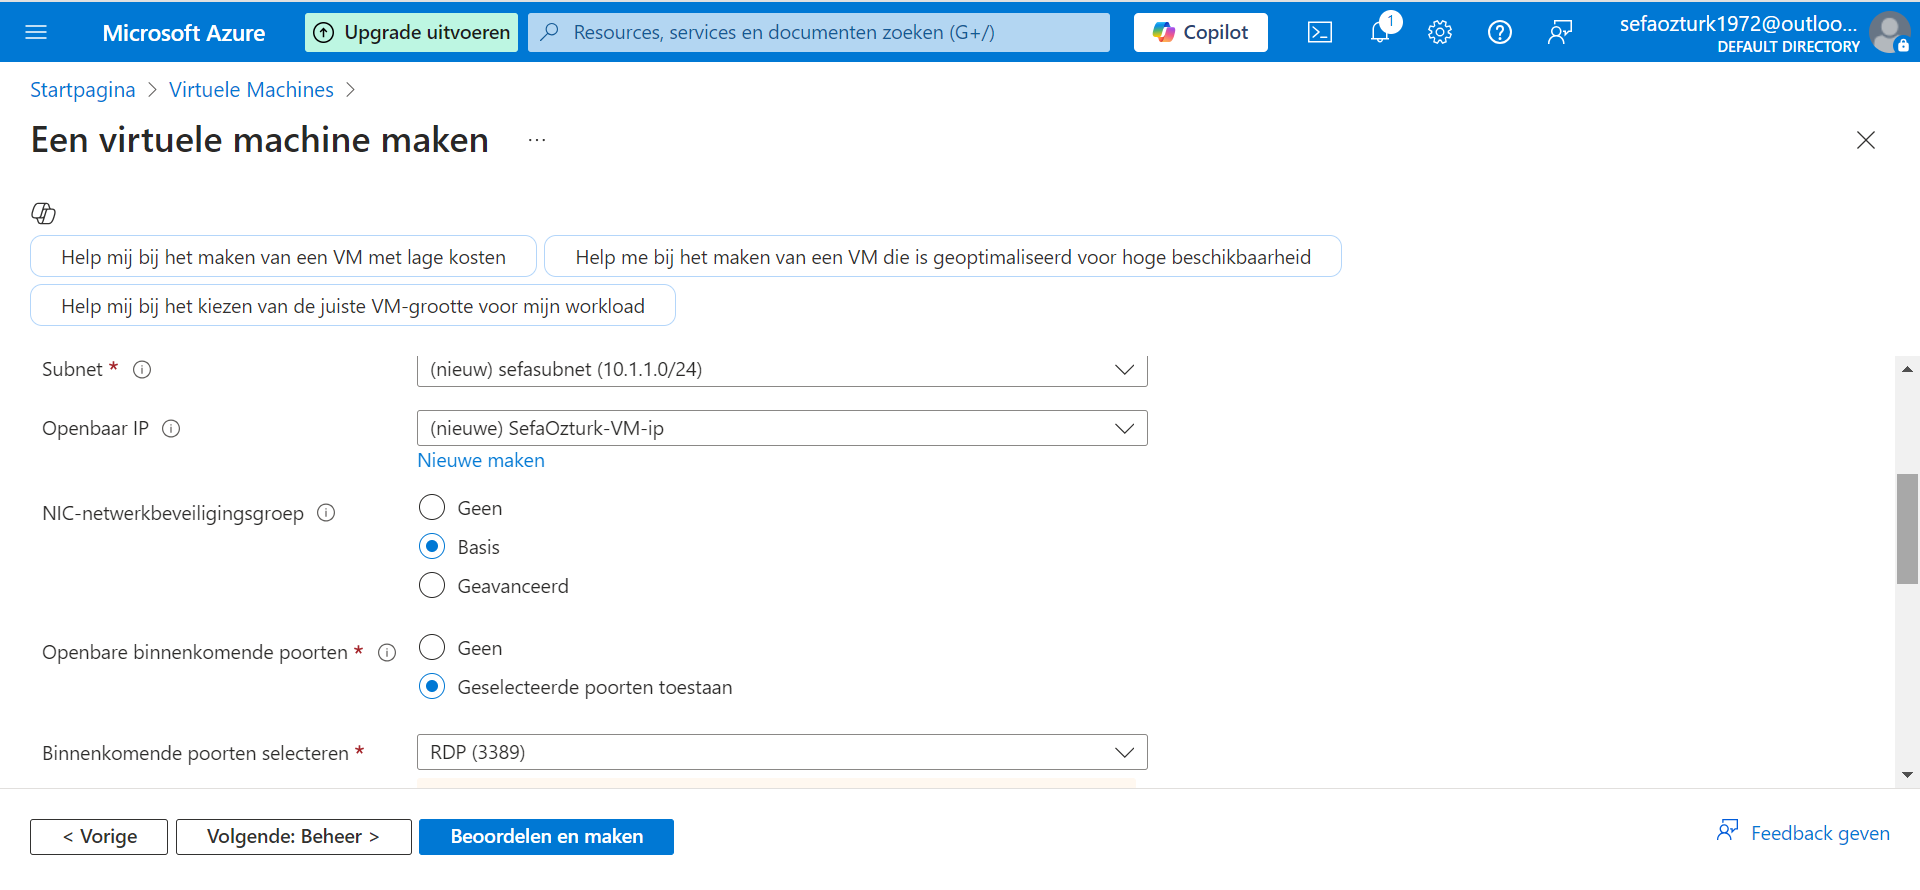 Microsoft Azure
Upgrade uitvoeren
Resources, services en documenten zoeken (G+/)
Copilot
1
sefaozturk1972@outloo...
DEFAULT DIRECTORY
Startpagina > Virtuele Machines >
Een virtuele machine maken ...
Help mij bij het maken van een VM met lage kosten
Help me bij het maken van een VM die is geoptimaliseerd voor hoge beschikbaarheid
Help mij bij het kiezen van de juiste VM-grootte voor mijn workload
Subnet *
(nieuw) sefasubnet (10.1.1.0/24)
Openbaar IP
(nieuwe) SefaOzturk-VM-ip
Nieuwe maken
NIC-netwerkbeveiligingsgroep
Geen
Basis
Geavanceerd
Openbare binnenkomende poorten *
Geen
Geselecteerde poorten toestaan
Binnenkomende poorten selecteren *
RDP (3389)
< Vorige
Volgende: Beheer >
Beoordelen en maken
Feedback geven